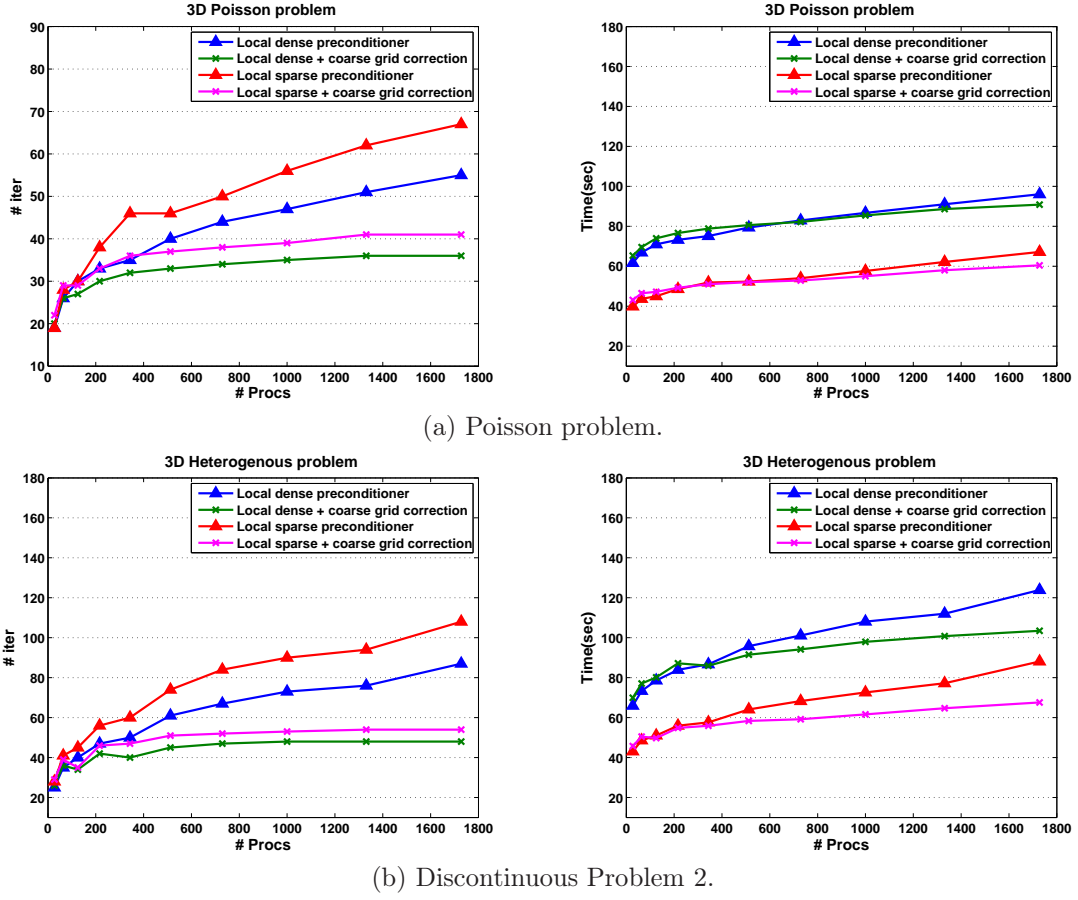 3D Poisson problem
# iter
90
80
70
60
50
40
30
20
10
0 200 400 600 800 1000 1200 1400 1600 1800
# Procs
Local dense preconditioner
Local dense + coarse grid correction
Local sparse preconditioner
Local sparse + coarse grid correction
3D Poisson problem
Time(sec)
180
160
140
120
100
80
60
40
20
0 200 400 600 800 1000 1200 1400 1600 1800
# Procs
Local dense preconditioner
Local dense + coarse grid correction
Local sparse preconditioner
Local sparse + coarse grid correction
(a) Poisson problem.
3D Heterogenous problem
# iter
180
160
140
120
100
80
60
40
20
0 200 400 600 800 1000 1200 1400 1600 1800
# Procs
Local dense preconditioner
Local dense + coarse grid correction
Local sparse preconditioner
Local sparse + coarse grid correction
3D Heterogenous problem
Time(sec)
180
160
140
120
100
80
60
40
20
0 200 400 600 800 1000 1200 1400 1600 1800
# Procs
Local dense preconditioner
Local dense + coarse grid correction
Local sparse preconditioner
Local sparse + coarse grid correction
(b) Discontinuous Problem 2.